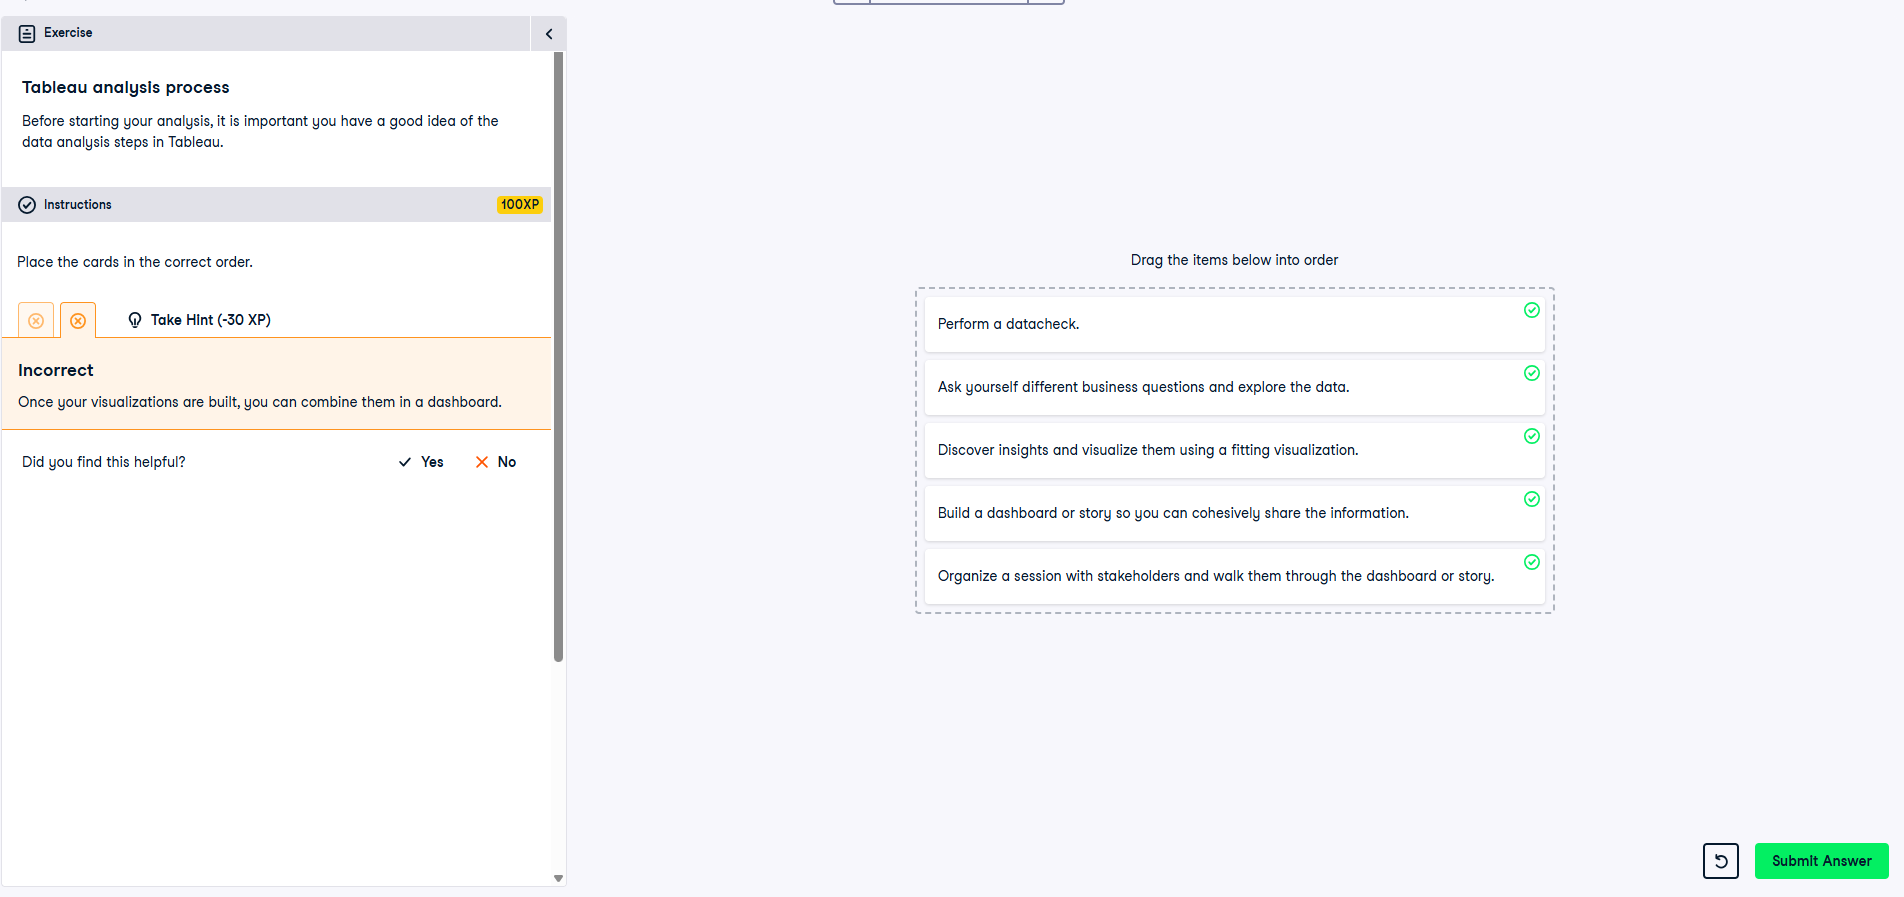 Exercise
Tableau analysis process
Before starting your analysis, it is important you have a good idea of the
data analysis steps in Tableau.
Instructions
100XP
Place the cards in the correct order.
Take Hint (-30 XP)
Incorrect
Once your visualizations are built, you can combine them in a dashboard.
Did you find this helpful?
Yes
No
Drag the items below into order
Perform a datacheck.
Ask yourself different business questions and explore the data.
Discover insights and visualize them using a fitting visualization.
Build a dashboard or story so you can cohesively share the information.
Organize a session with stakeholders and walk them through the dashboard or story.
Submit Answer